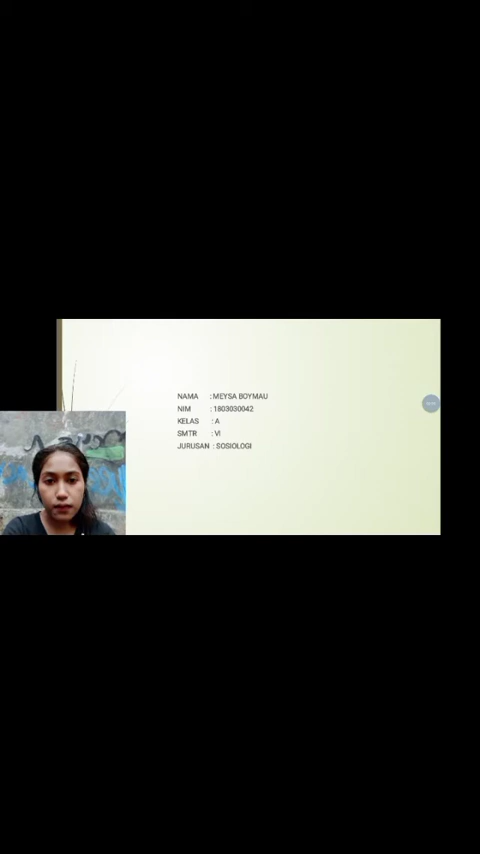 NAMA : MEYSA BOYMAU
NIM : 1803030042
KELAS : A
SMTR : VI
JURUSAN : SOSIOLOGI